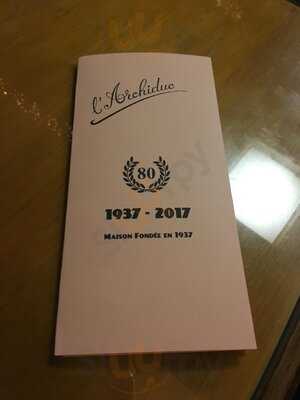 l'Archiduc
80
1937 - 2017
Maison Fondée en 1937